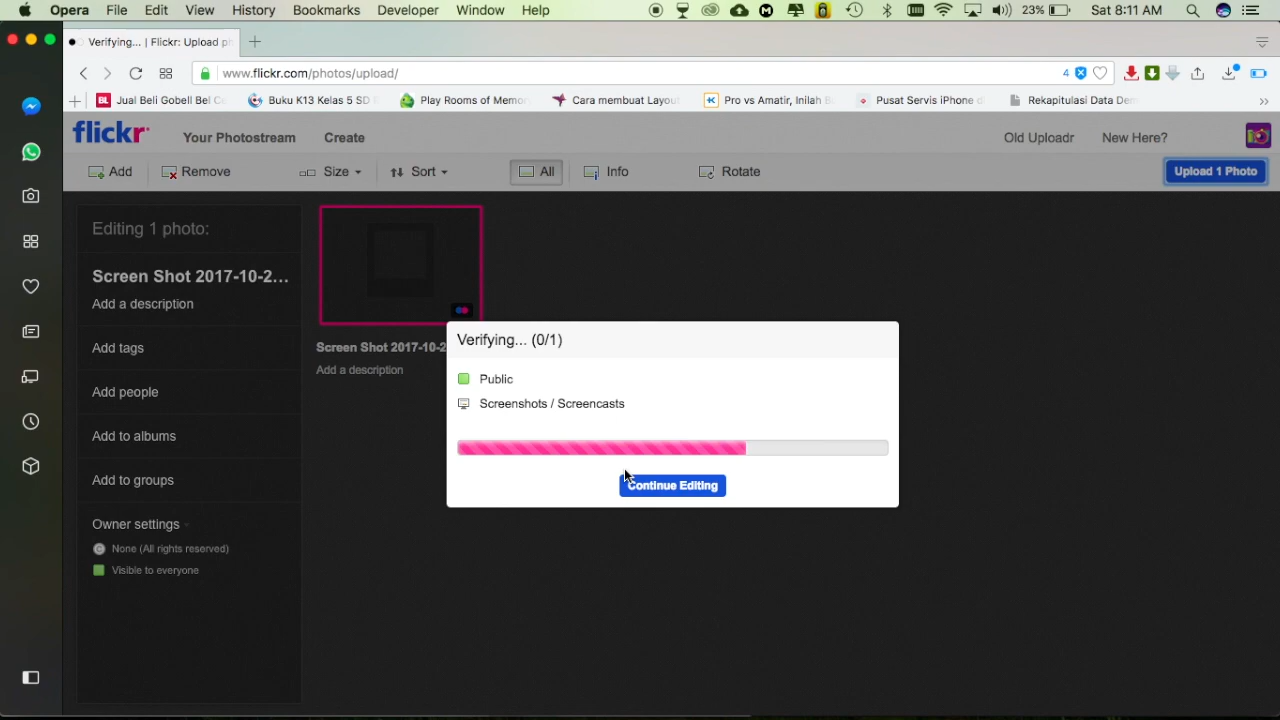 Opera File Edit View History Bookmarks Developer Window Help 23% Sat 8:11 AM
Verifying... | Flickr: Upload ph
www.flickr.com/photos/upload/ 4
BL Jual Beli Gobell Bel C Buku K13 Kelas 5 SD Play Rooms of Memo Cara membuat Layou Pro vs Amatir, Inilah B Pusat Servis iPhone Rekapitulasi Data Dem
flickr Your Photostream Create Old Uploadr New Here?
Add Remove Size Sort All Info Rotate Upload 1 Photo
Editing 1 photo:
Screen Shot 2017-10-2...
Add a description
Add tags
Add people
Add to albums
Add to groups
Owner settings
None (All rights reserved)
Visible to everyone
Screen Shot 2017-10-2
Add a description
Verifying... (0/1)
Public
Screenshots / Screencasts
Continue Editing